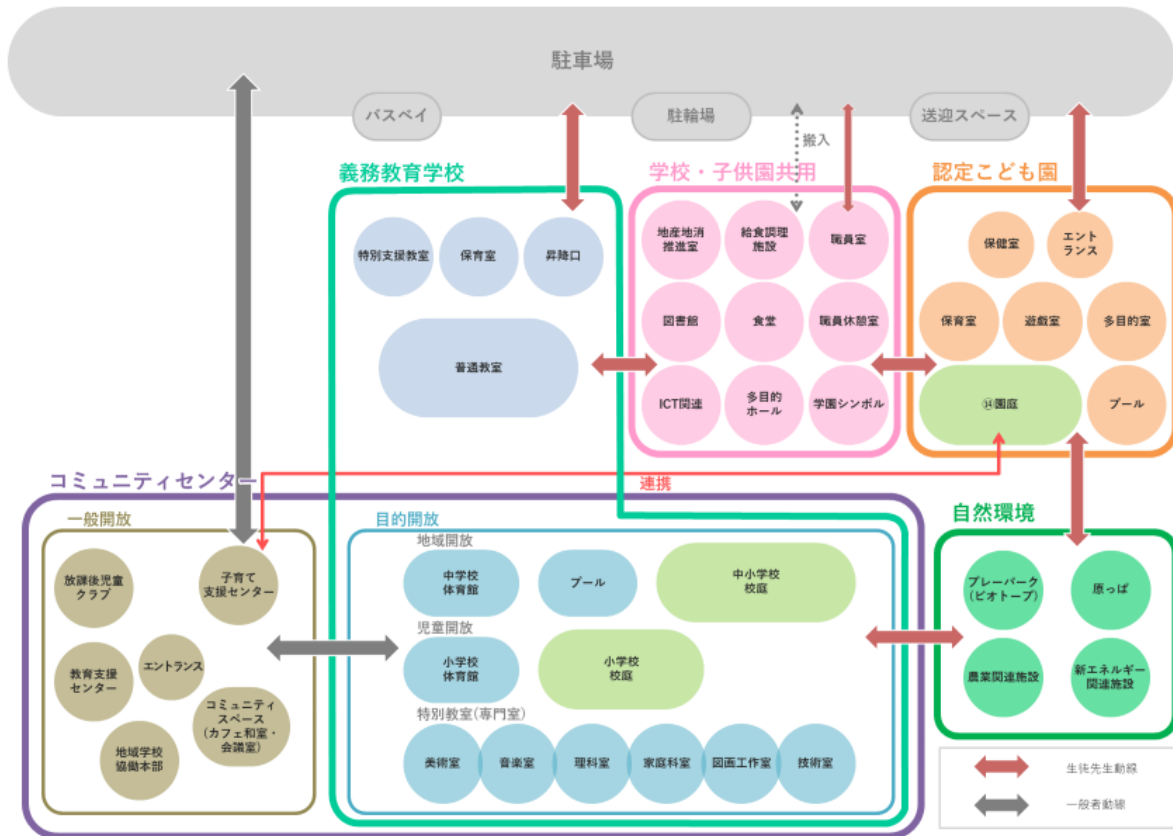 駐車場
バスベイ
駐輪場
送迎スペース
搬入
義務教育学校
学校・子供園共用
認定こども園
特別支援教室
保育室
昇降口
普通教室
地産地消
推進室
給食調理
施設
職員室
図書館
食堂
職員休憩室
ICT関連
多目的
ホール
学園シンボル
保健室
エント
ランス
保育室
遊戯室
多目的室
⑭園庭
プール
連携
コミュニティセンター
一般開放
放課後児童
クラブ
子育て
支援センター
教育支援
センター
エントランス
コミュニティ
スペース
(カフェ和室・
会議室)
地域学校
協働本部
目的開放
地域開放
中学校
体育館
プール
中小学校
校庭
児童開放
小学校
体育館
小学校
校庭
特別教室(専門室)
美術室
音楽室
理科室
家庭科室
図画工作室
技術室
自然環境
プレーパーク
(ビオトープ)
原っぱ
農業関連施設
新エネルギー
関連施設
生徒先生動線
一般者動線